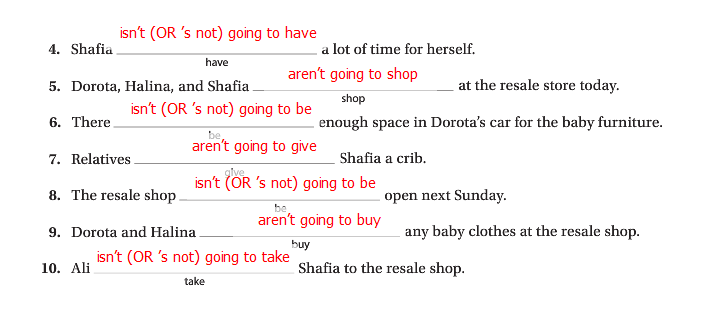 isn't (OR 's not) going to have
4. Shafia a lot of time for herself.
have
aren't going to shop
5. Dorota, Halina, and Shafia at the resale store today.
shop
isn't (OR 's not) going to be
6. There enough space in Dorota's car for the baby furniture.
be
aren't going to give
7. Relatives Shafia a crib.
give
isn't (OR 's not) going to be
8. The resale shop open next Sunday.
be
aren't going to buy
9. Dorota and Halina any baby clothes at the resale shop.
buy
isn't (OR 's not) going to take
10. Ali Shafia to the resale shop.
take